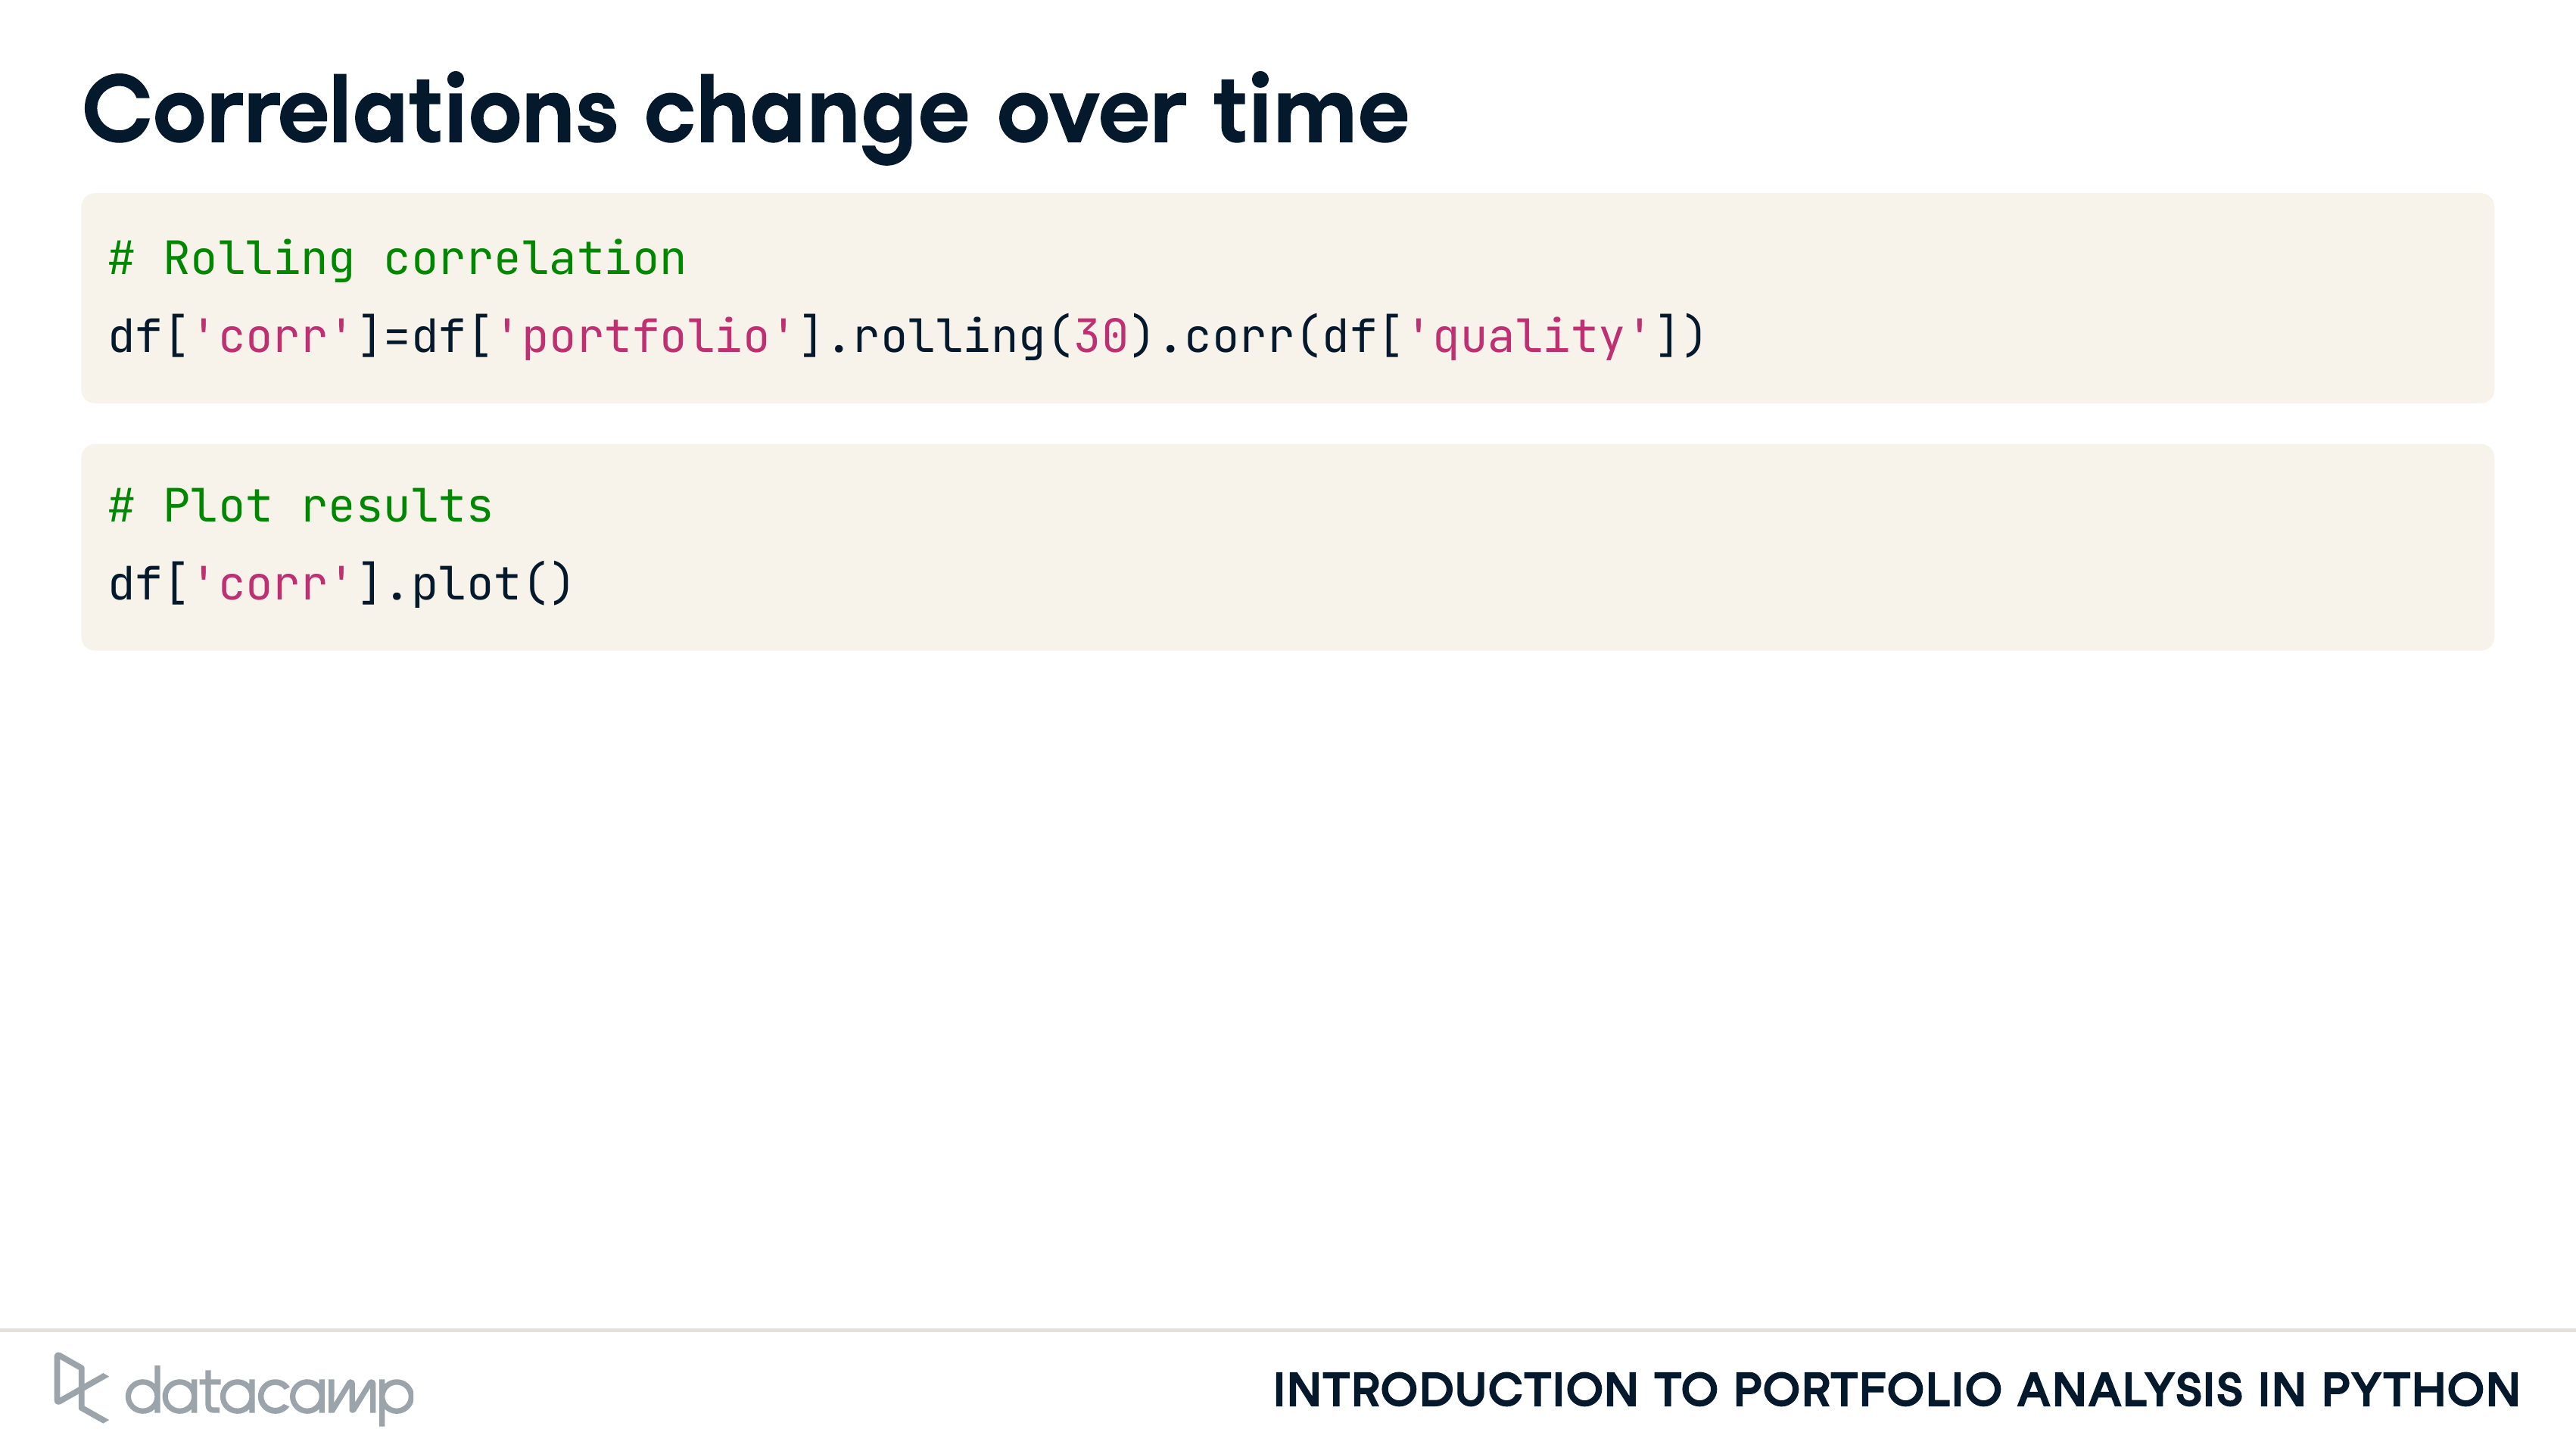 Correlations change over time
# Rolling correlation
df['corr']=df['portfolio'].rolling(30).corr(df['quality'])
# Plot results
df['corr'].plot()
datacamp
INTRODUCTION TO PORTFOLIO ANALYSIS IN PYTHON